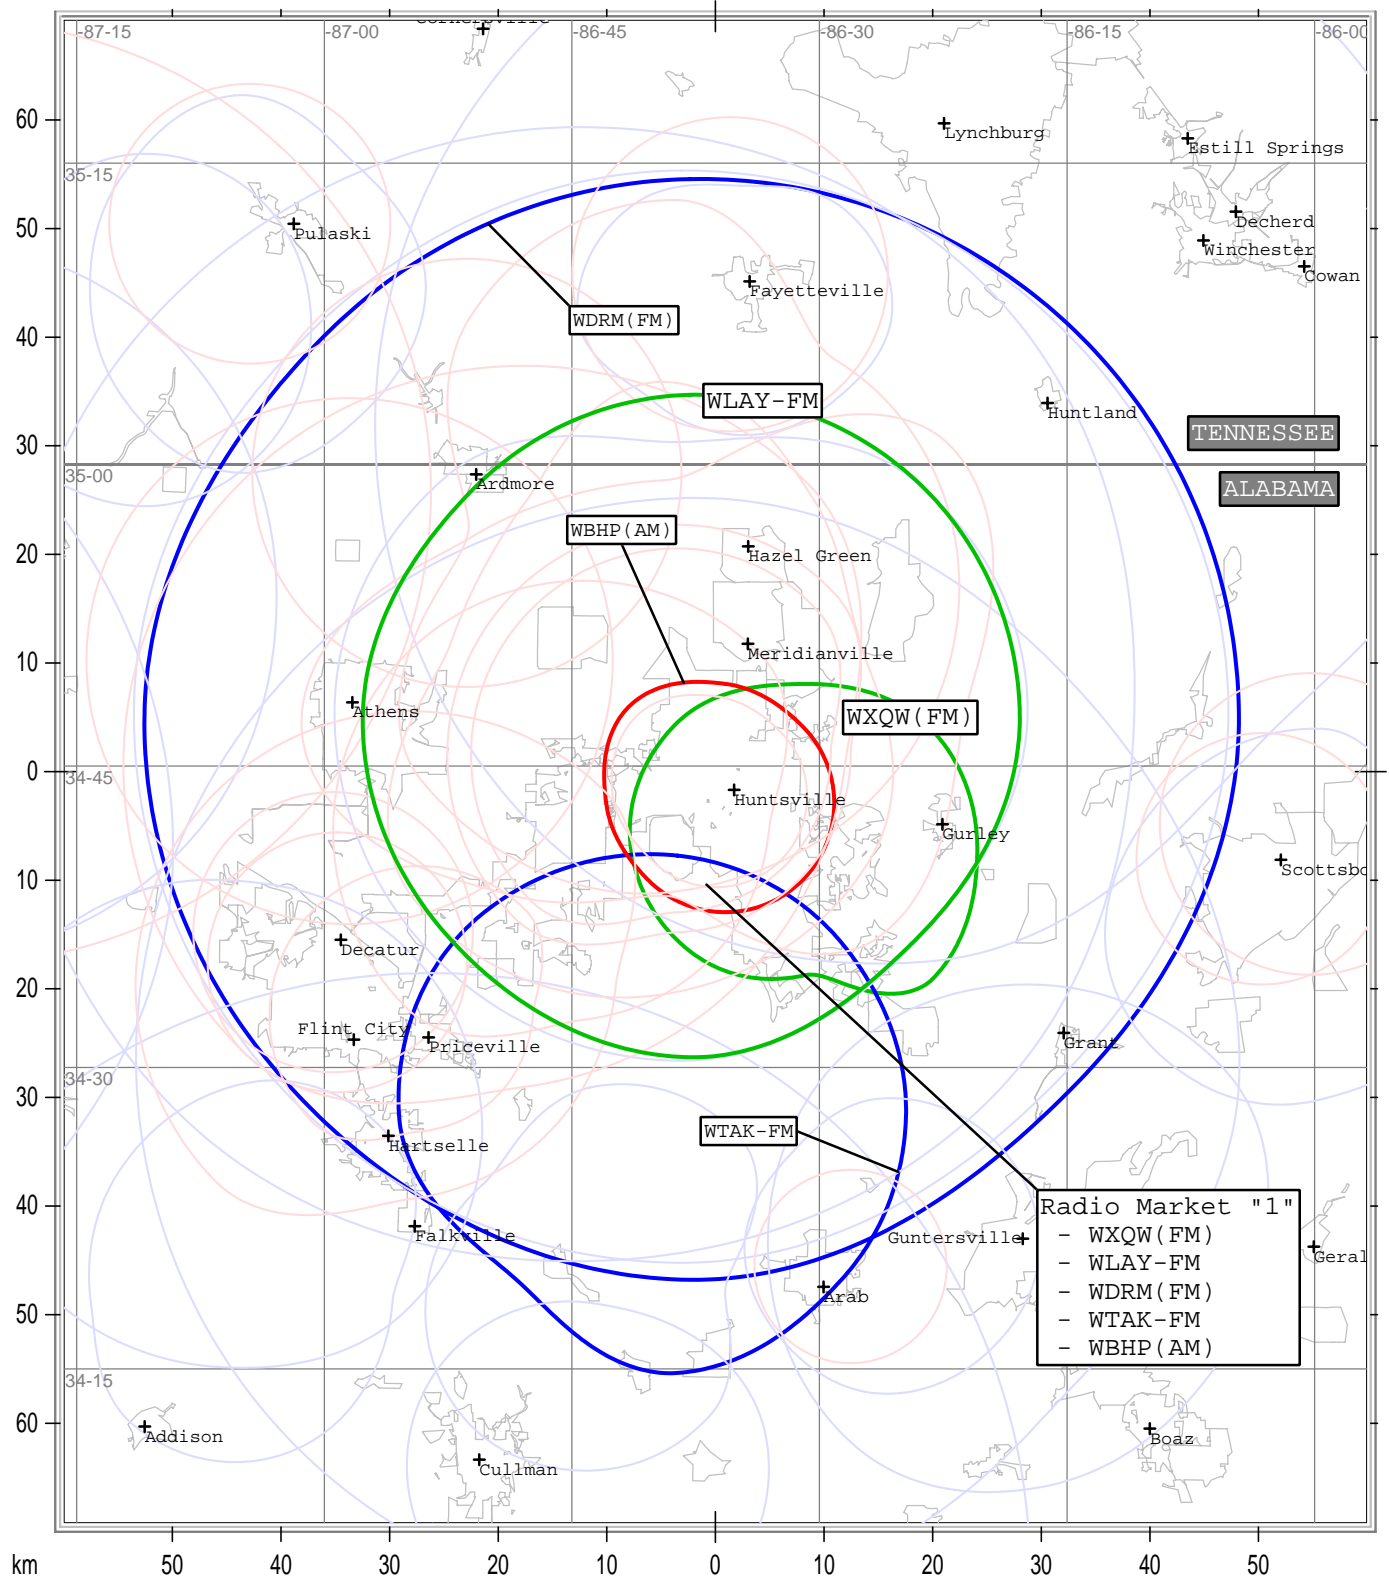 Cornersville
-87-15
-87-00
-86-45
-86-30
-86-15
-86-00
60
Lynchburg
Estill Springs
35-15
50
Pulaski
Decherd
Winchester
Cowan
Fayetteville
WDRM(FM)
40
WLAY-FM
Huntland
30
TENNESSEE
35-00
Ardmore
ALABAMA
WBHP(AM)
20
Hazel Green
10
Meridianville
Athens
WXQW(FM)
0
34-45
Huntsville
Gurley
10
Scottsbo
Decatur
20
Flint City
Priceville
Grant
34-30
30
WTAK-FM
Hartselle
40
Falkville
Guntersville
Geral
Radio Market "1"
- WXQW(FM)
- WLAY-FM
- WDRM(FM)
- WTAK-FM
- WBHP(AM)
Arab
50
34-15
60
Addison
Boaz
Cullman
km
50
40
30
20
10
0
10
20
30
40
50